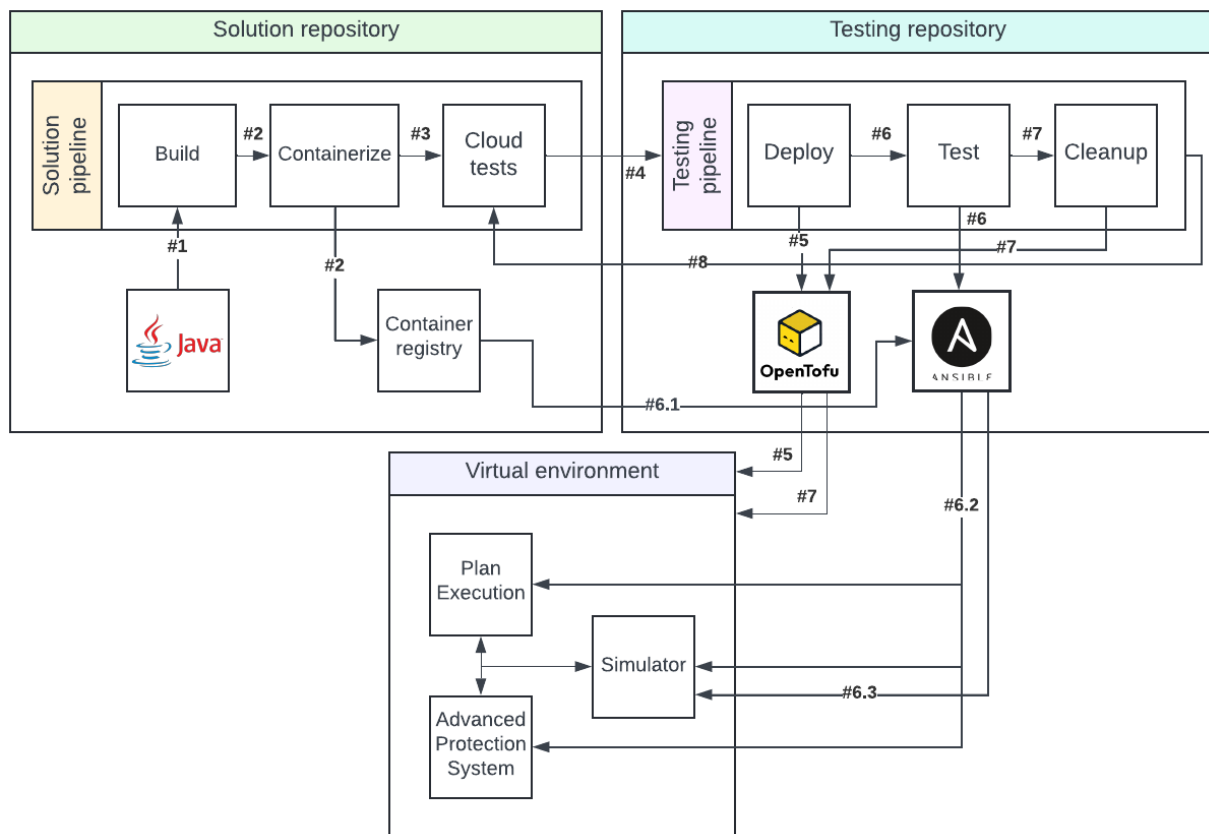 Solution repository
Testing repository
Solution
pipeline
Build
#2
Containerize
#3
Cloud
tests
#4
Testing
pipeline
Deploy
#6
Test
#7
Cleanup
#1
#2
#5
#6
#7
#8
Java
Container
registry
OpenTofu
ANSIBLE
#6.1
Virtual environment
#5
#7
#6.2
Plan
Execution
Simulator
#6.3
Advanced
Protection
System